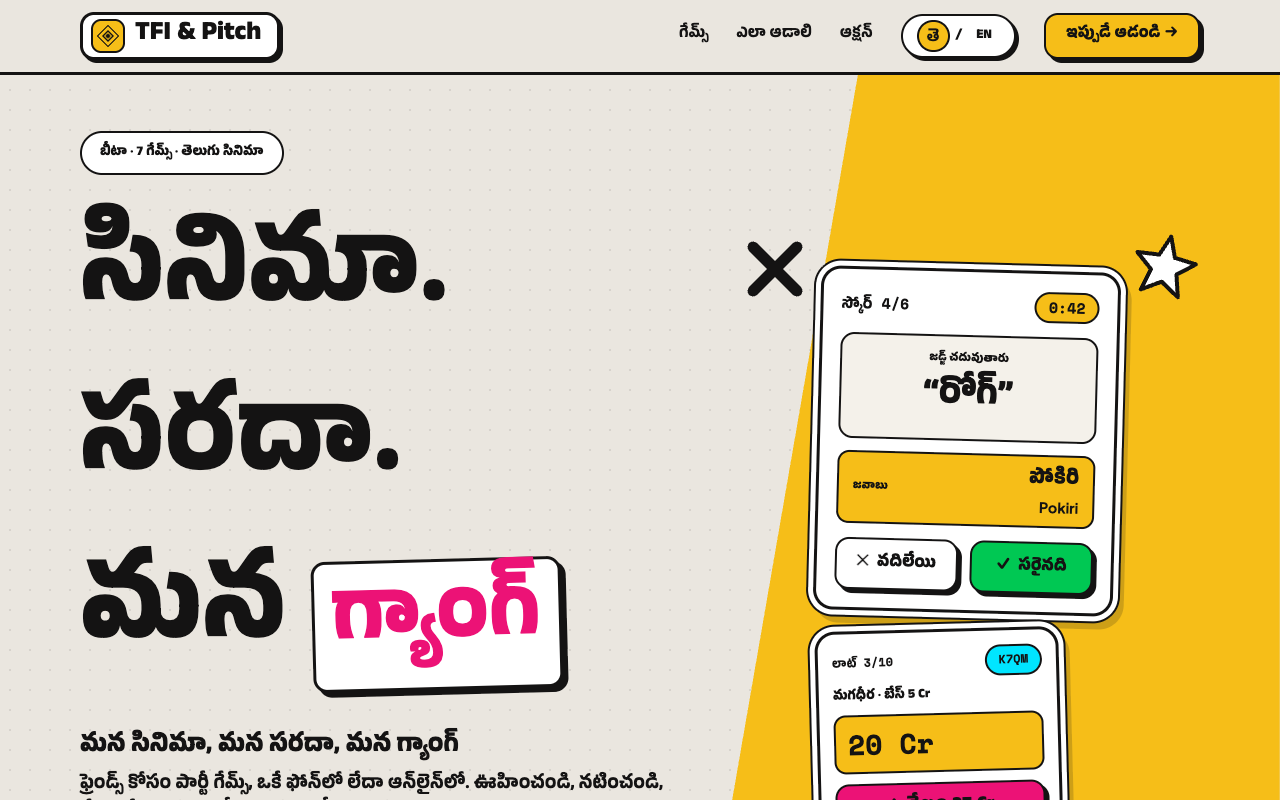 TFI & Pitch
గేమ్స్
ఎలా ఆడాలి
ఆక్షన్
తె / EN
ఇప్పుడే ఆడండి →
బీటా · 7 గేమ్స్ · తెలుగు సినిమా
సినిమా.
సరదా.
మన గ్యాంగ్
మన సినిమా, మన సరదా, మన గ్యాంగ్
ఫ్రెండ్స్ కోసం పార్టీ గేమ్స్, ఒకే ఫోన్‌లో లేదా ఆన్‌లైన్‌లో. ఊహించండి, నటించండి,
స్కోర్ 4/6
0:42
జడ్జ్ చదువుతారు
“రోగ్”
జవాబు
పోకిరి
Pokiri
× వదిలేయి
✓ సరైనది
లాట్ 3/10
K7QM
మగధీర · బేస్ 5 Cr
20 Cr